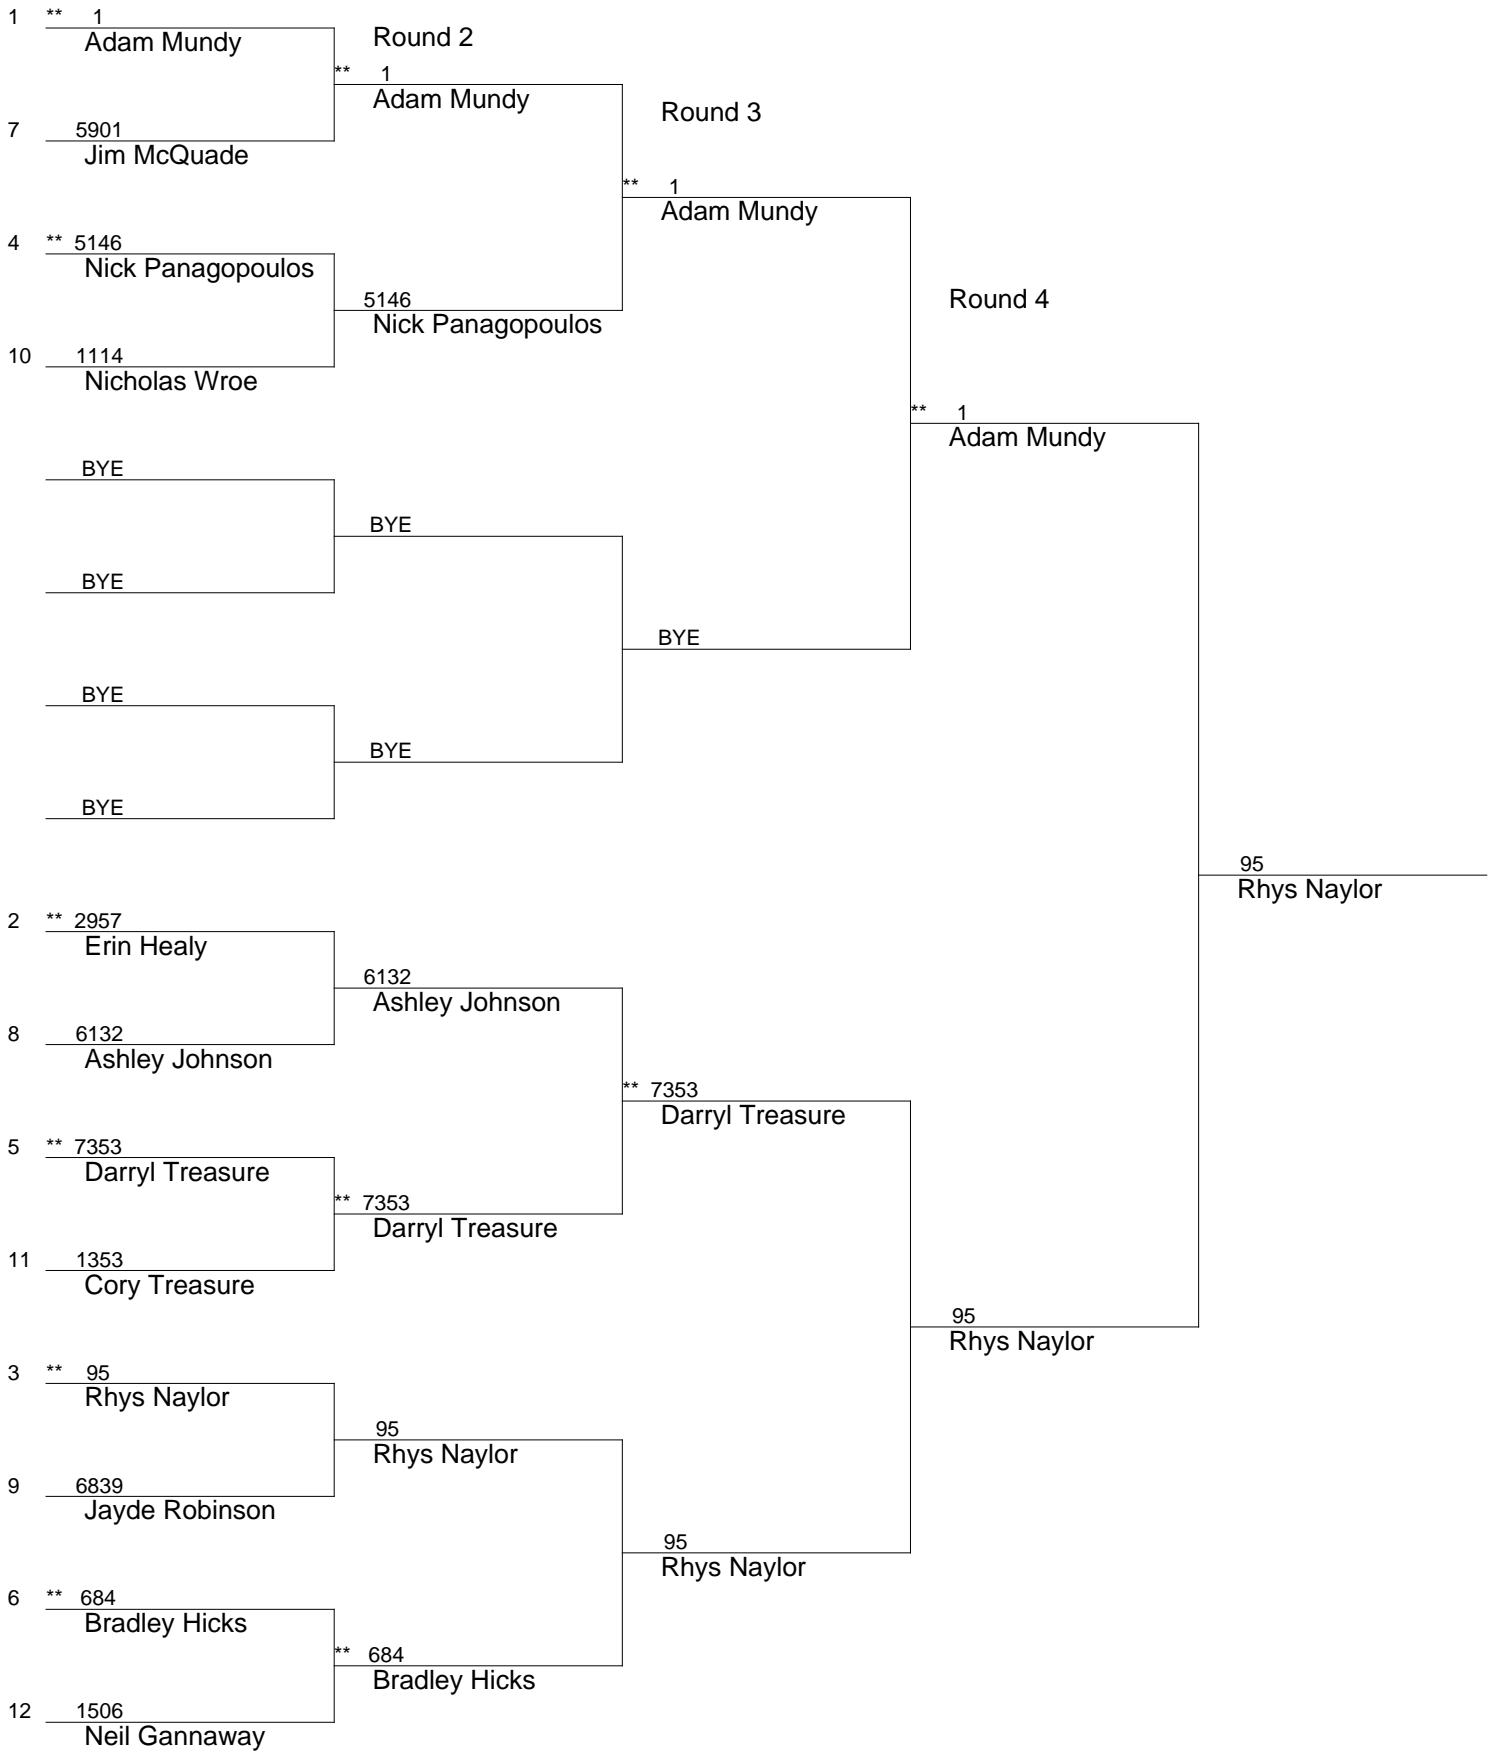 1 ** 1
Adam Mundy
Round 2
** 1
Adam Mundy
Round 3
7 5901
Jim McQuade
** 1
Adam Mundy
4 ** 5146
Nick Panagopoulos
5146
Nick Panagopoulos
Round 4
10 1114
Nicholas Wroe
** 1
Adam Mundy
BYE
BYE
BYE
BYE
BYE
BYE
BYE
95
Rhys Naylor
2 ** 2957
Erin Healy
6132
Ashley Johnson
8 6132
Ashley Johnson
** 7353
Darryl Treasure
5 ** 7353
Darryl Treasure
** 7353
Darryl Treasure
11 1353
Cory Treasure
95
Rhys Naylor
3 ** 95
Rhys Naylor
95
Rhys Naylor
9 6839
Jayde Robinson
95
Rhys Naylor
6 ** 684
Bradley Hicks
** 684
Bradley Hicks
12 1506
Neil Gannaway